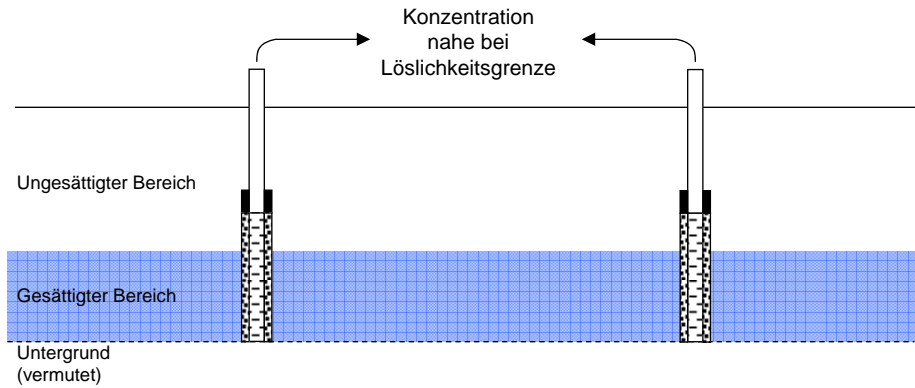 Konzentration
nahe bei
Löslichkeitsgrenze
Ungesättigter Bereich
Gesättigter Bereich
Untergrund
(vermutet)